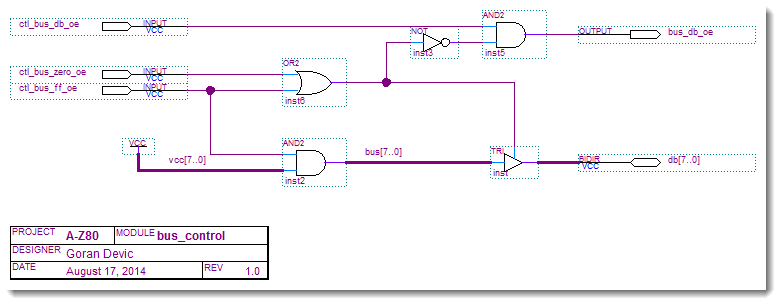 ctl_bus_db_oe INPUT VCC
AND2
inst5
OUTPUT bus_db_oe
NOT
inst3
ctl_bus_zero_oe INPUT VCC
ctl_bus_ff_oe INPUT VCC
OR2
inst6
VCC
vcc[7..0]
AND2
inst2
bus[7..0]
TRI
inst
BIDIR VCC db[7..0]
PROJECT A-Z80 MODULE bus_control
DESIGNER Goran Devic
DATE August 17, 2014 REV 1.0